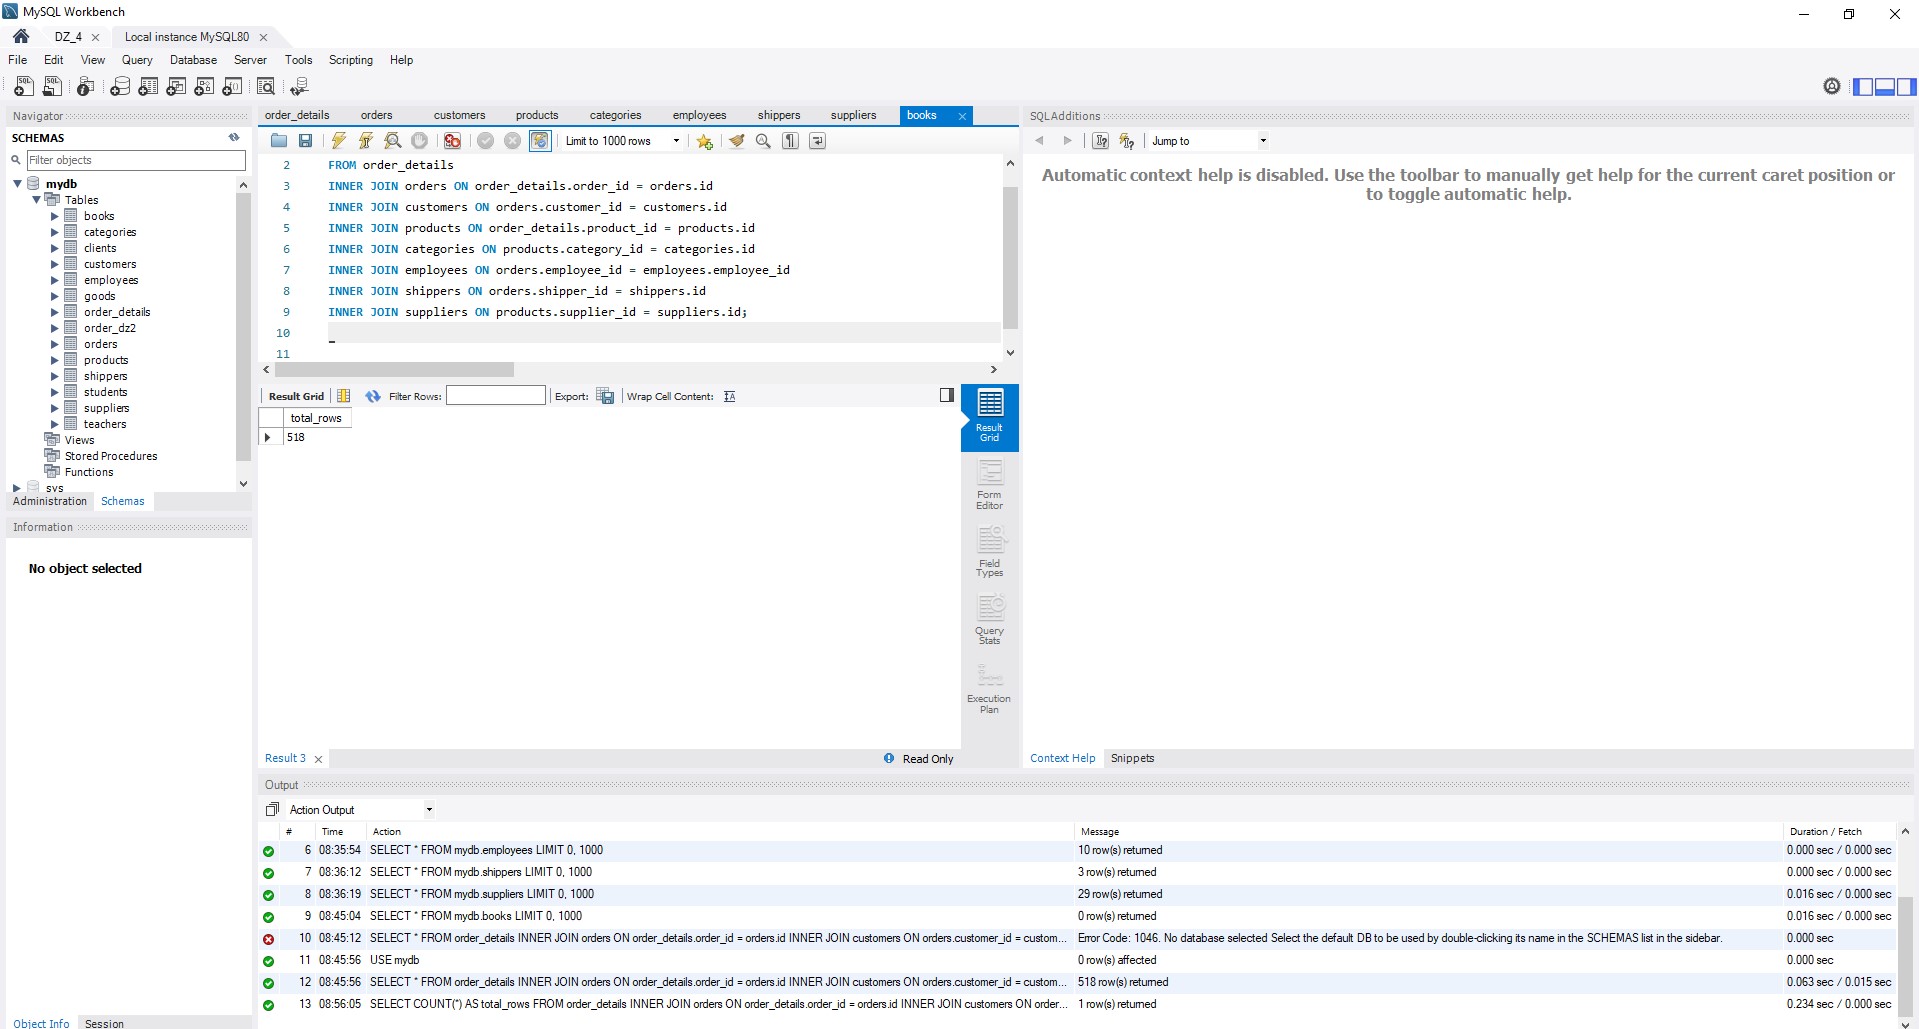 MySQL Workbench
DZ_4
Local instance MySQL80
File Edit View Query Database Server Tools Scripting Help
Navigator
SCHEMAS
Filter objects
mydb
Tables
books
categories
clients
customers
employees
goods
order_details
order_dz2
orders
products
shippers
students
suppliers
teachers
Views
Stored Procedures
Functions
sys
Administration Schemas
Information
No object selected
Object Info Session
order_details orders customers products categories employees shippers suppliers books
Limit to 1000 rows
2 FROM order_details
3 INNER JOIN orders ON order_details.order_id = orders.id
4 INNER JOIN customers ON orders.customer_id = customers.id
5 INNER JOIN products ON order_details.product_id = products.id
6 INNER JOIN categories ON products.category_id = categories.id
7 INNER JOIN employees ON orders.employee_id = employees.employee_id
8 INNER JOIN shippers ON orders.shipper_id = shippers.id
9 INNER JOIN suppliers ON products.supplier_id = suppliers.id;
10
11
Result Grid Filter Rows: Export: Wrap Cell Content:
total_rows
518
Result
Grid
Form
Editor
Field
Types
Query
Stats
Execution
Plan
Result 3
Read Only
SQLAdditions
Jump to
Automatic context help is disabled. Use the toolbar to manually get help for the current caret position or
to toggle automatic help.
Context Help Snippets
Output
Action Output
# Time Action Message Duration / Fetch
6 08:35:54 SELECT * FROM mydb.employees LIMIT 0, 1000 10 row(s) returned 0.000 sec / 0.000 sec
7 08:36:12 SELECT * FROM mydb.shippers LIMIT 0, 1000 3 row(s) returned 0.000 sec / 0.000 sec
8 08:36:19 SELECT * FROM mydb.suppliers LIMIT 0, 1000 29 row(s) returned 0.016 sec / 0.000 sec
9 08:45:04 SELECT * FROM mydb.books LIMIT 0, 1000 0 row(s) returned 0.016 sec / 0.000 sec
10 08:45:12 SELECT * FROM order_details INNER JOIN orders ON order_details.order_id = orders.id INNER JOIN customers ON orders.customer_id = custom... Error Code: 1046. No database selected Select the default DB to be used by double-clicking its name in the SCHEMAS list in the sidebar. 0.000 sec
11 08:45:56 USE mydb 0 row(s) affected 0.000 sec
12 08:45:56 SELECT * FROM order_details INNER JOIN orders ON order_details.order_id = orders.id INNER JOIN customers ON orders.customer_id = custom... 518 row(s) returned 0.063 sec / 0.015 sec
13 08:56:05 SELECT COUNT(*) AS total_rows FROM order_details INNER JOIN orders ON order_details.order_id = orders.id INNER JOIN customers ON order... 1 row(s) returned 0.234 sec / 0.000 sec